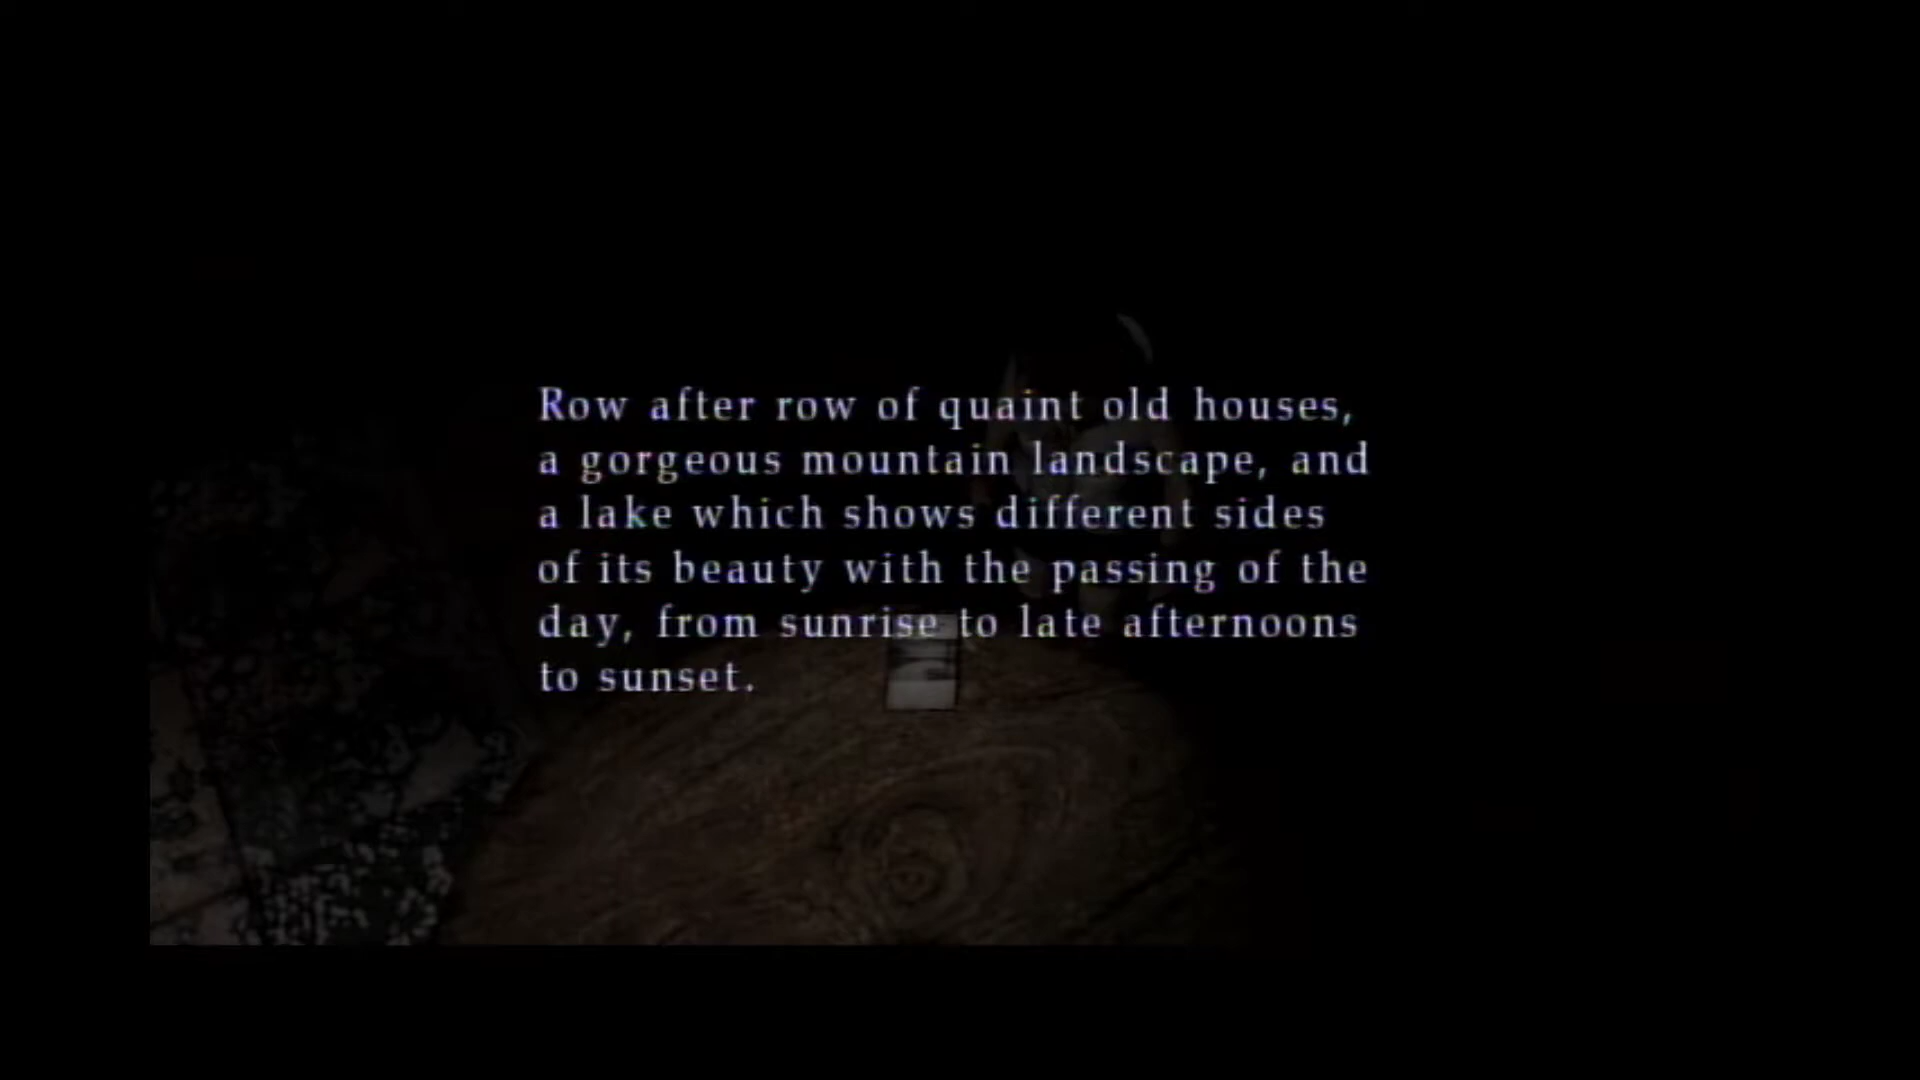 Row after row of quaint old houses,
a gorgeous mountain landscape, and
a lake which shows different sides
of its beauty with the passing of the
day, from sunrise to late afternoons
to sunset.